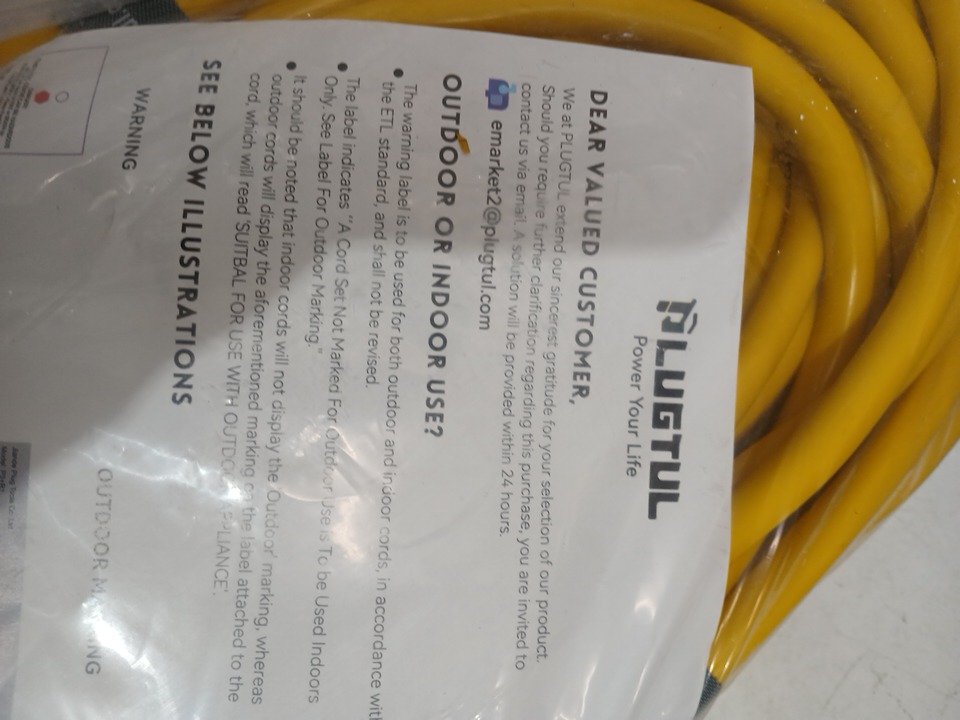 PLUGTUL
Power Your Life
DEAR VALUED CUSTOMER,
We at PLUGTUL extend our sincerest gratitude for your selection of our product.
Should you require further clarification regarding this purchase, you are invited to
contact us via email. A solution will be provided within 24 hours.
emarket2@plugtul.com
OUTDOOR OR INDOOR USE?
• The warning label is to be used for both outdoor and indoor cords, in accordance with
the ETL standard, and shall not be revised.
• The label indicates "A Cord Set Not Marked For Outdoor Use is To be Used Indoors
Only. See Label For Outdoor Marking."
• It should be noted that indoor cords will not display the 'Outdoor' marking, whereas
outdoor cords will display the aforementioned marking on the label attached to the
cord, which will read 'SUITBAL FOR USE WITH OUTDOOR APPLIANCE'.
SEE BELOW ILLUSTRATIONS
WARNING
OUTDOOR MARKING